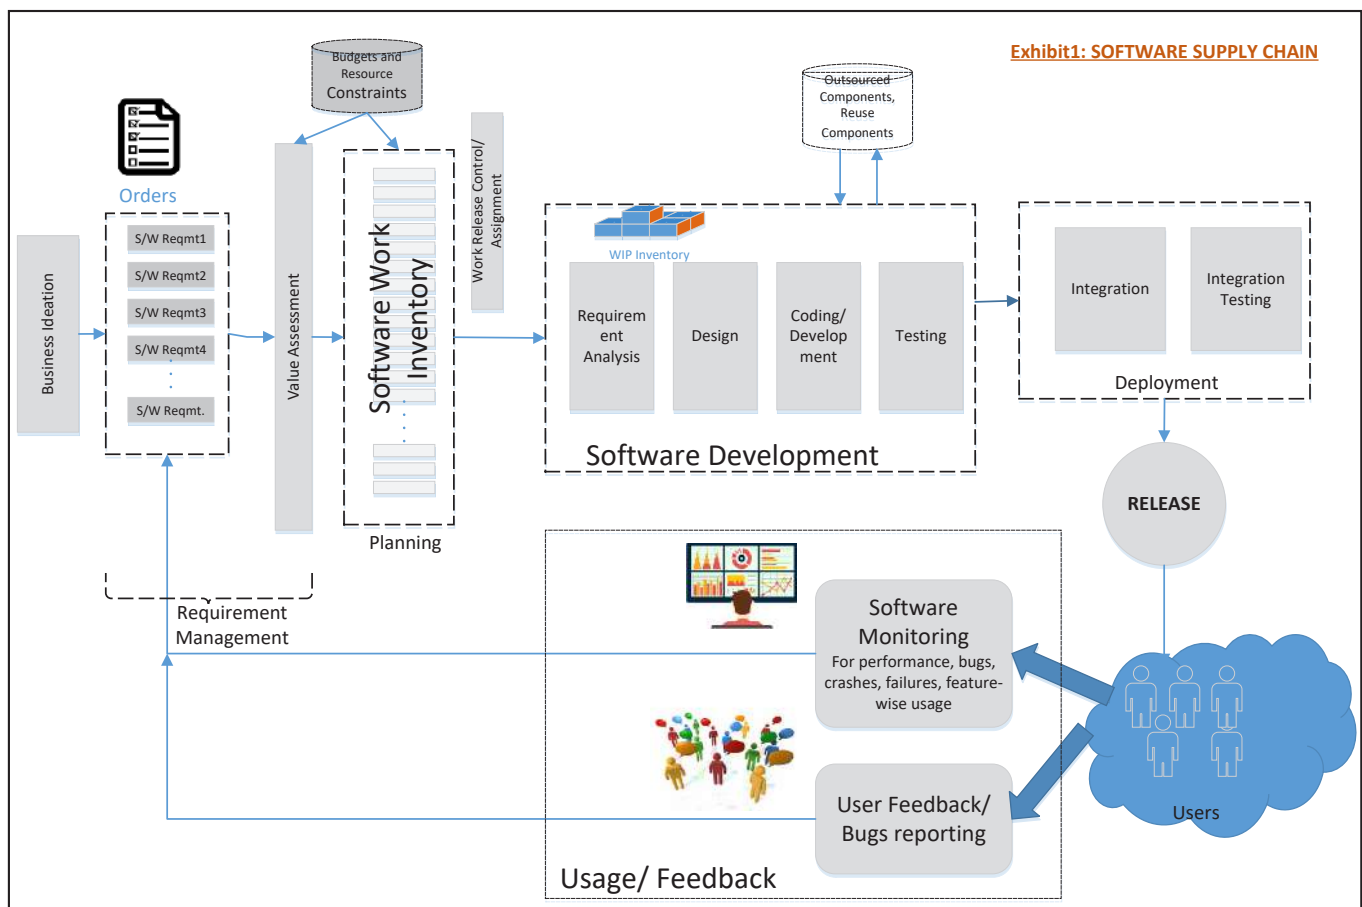 Exhibit1: SOFTWARE SUPPLY CHAIN
Budgets and
Resource
Constraints
Outsourced
Components,
Reuse
Components
Orders
S/W Reqmt1
S/W Reqmt2
S/W Reqmt3
S/W Reqmt4
S/W Reqmt.
Business Ideation
Value Assessment
Software Work
Inventory
Planning
Work Release Control/
Assignment
WIP Inventory
Requirem
ent
Analysis
Design
Coding/
Develop
ment
Testing
Software Development
Integration
Integration
Testing
Deployment
RELEASE
Requirement
Management
Software
Monitoring
For performance, bugs,
crashes, failures, feature-
wise usage
User Feedback/
Bugs reporting
Usage/ Feedback
Users